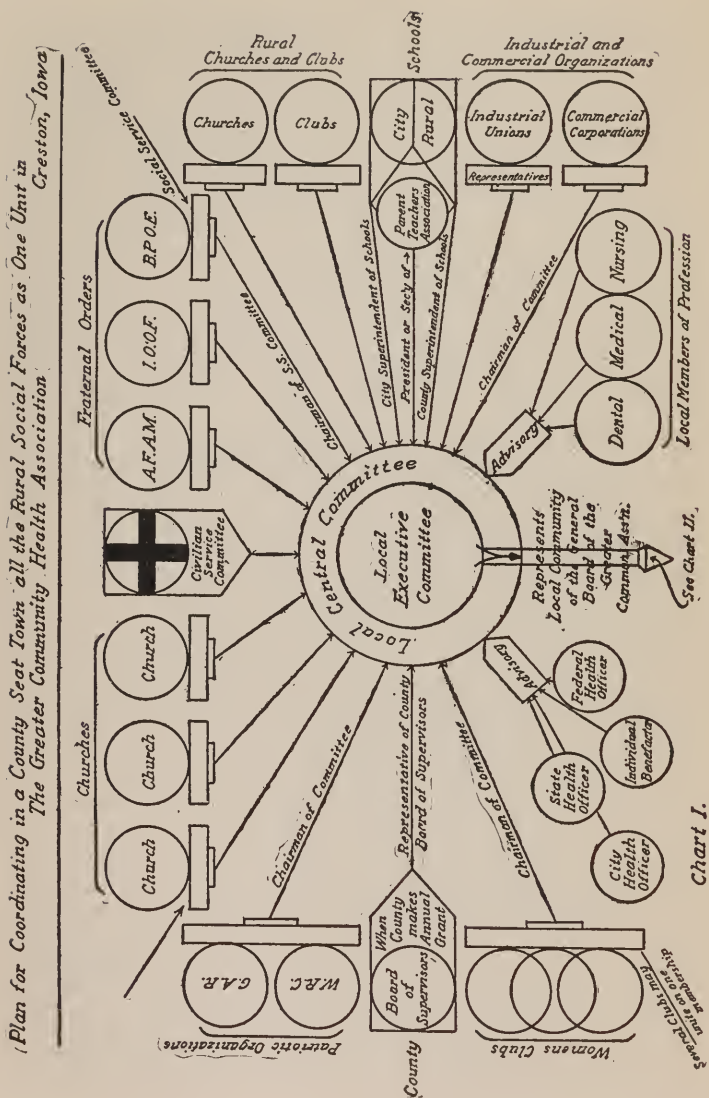 (Plan for Coordinating in a County Seat Town all the Rural Social Forces as One Unit in
The Greater Community Health Association Creston, Iowa)
Churches
Church
Church
Church
Civilian
Service
Committee
Fraternal Orders
A.F.A.M.
I.O.O.F.
B.P.O.E.
Social Service Committee
Chairman of S.S. Committee
Rural
Churches and Clubs
Churches
Clubs
Schools
City
Rural
Parent
Teachers
Association
City Superintendent of Schools
President or Sec'y of
County Superintendent of Schools
Industrial and
Commercial Organizations
Industrial
Unions
Commercial
Corporations
Representatives
Chairman of Committee
Nursing
Medical
Dental
Local Members of Profession
Advisory
Local Central Committee
Local
Executive
Committee
Represents
Local Community
of the General
Board of the
Greater
Common. Ass'n.
See Chart II.
Patriotic Organizations
G.A.R.
W.R.C.
Chairman of Committee
County
Board
of
Supervisors
When
County
makes
Annual
Grant
Representative of County
Board of Supervisors
Womens Clubs
Several Clubs may
unite on one
membership
Chairman of Committee
Advisory
Federal
Health
Officer
Individual
Benefactor
State
Health
Officer
City
Health
Officer
Chart I.